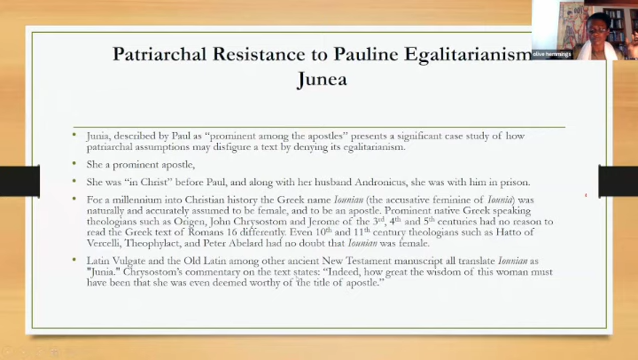 Patriarchal Resistance to Pauline Egalitarianism
Junea
olive hemmings
• Junia, described by Paul as “prominent among the apostles” presents a significant case study of how
patriarchal assumptions may disfigure a text by denying its egalitarianism.
• She a prominent apostle,
• She was “in Christ” before Paul, and along with her husband Andronicus, she was with him in prison.
• For a millennium into Christian history the Greek name Iounian (the accusative feminine of Iounia) was
naturally and accurately assumed to be female, and to be an apostle. Prominent native Greek speaking
theologians such as Origen, John Chrysostom and Jerome of the 3rd, 4th and 5th centuries had no reason to
read the Greek text of Romans 16 differently. Even 10th and 11th century theologians such as Hatto of
Vercelli, Theophylact, and Peter Abelard had no doubt that Iounian was female.
• Latin Vulgate and the Old Latin among other ancient New Testament manuscript all translate Iounian as
"Junia." Chrysostom’s commentary on the text states: “Indeed, how great the wisdom of this woman must
have been that she was even deemed worthy of the title of apostle.”